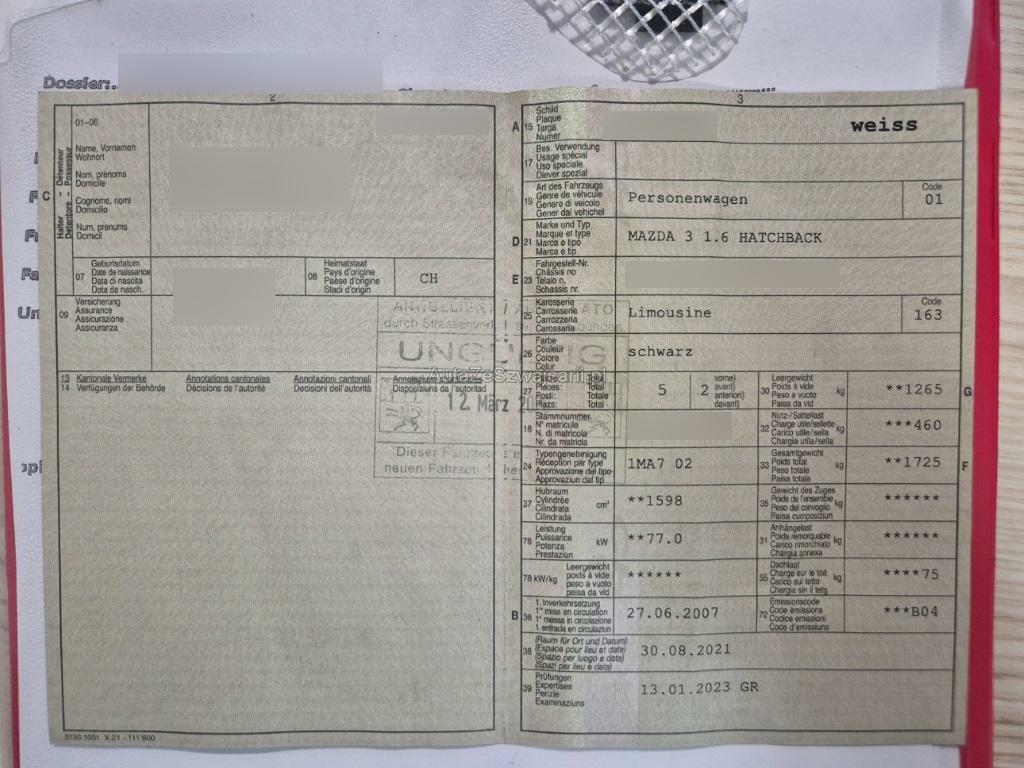 Dossier:
2
01-06
C
Halter - Detentore - Détenteur - Possessur
Name, Vornamen
Wohnort
Nom, prénoms
Domicile
Cognome, nomi
Domicilio
Num, prenums
Domicil
07
Geburtsdatum
Date de naissance
Data di nascita
Data da nasch.
08
Heimatstaat
Pays d'origine
Paese d'origine
Stadi d'origin
CH
09
Versicherung
Assurance
Assicurazione
Assicuranza
ANNULLIERT
durch Strassenver
UNGÜLTIG
12. März
Dieser Fahrzeu
neuen Fahrzeu
AutaZeSzwajcarii.pl
13
14
Kantonale Vermerke
Verfügungen der Behörde
Annotations cantonales
Décisions de l'autorité
Annotazioni cantonali
Decisioni dell'autorità
Annotaziuns chantunalas
Disposiziuns da l'autoritad
3130.1001 X.21 - 111'600
3
A
15
Schild
Plaque
Targa
Numer
weiss
17
Bes. Verwendung
Usage spécial
Uso speciale
Diever spezial
19
Art des Fahrzeugs
Genre de véhicule
Genere di veicolo
Gener dal vehichel
Personenwagen
Code
01
D
21
Marke und Typ
Marque et type
Marca e tipo
Marca e tip
MAZDA 3 1.6 HATCHBACK
E
23
Fahrgestell-Nr.
Châssis no
Telaio n.
Schassis nr.
25
Karosserie
Carrosserie
Carrozzeria
Carossaria
Limousine
Code
163
26
Farbe
Couleur
Colore
Colur
schwarz
27
Places: Total
Posti: Totale
Plazs: Total
5
2
vorne)
avant)
anteriori)
davant)
30
Leergewicht
Poids à vide
Peso a vuoto
Paisa da vid
kg
**1265
G
18
Stammnummer
N° matricule
N. di matricola
Nr. da matricla
32
Nutz-/Sattellast
Charge utile/sellette
Carico utile/sella
Chargia utila/sella
kg
***460
24
Typengenehmigung
Réception par type
Approvazione del tipo
Approvaziun dal tip
1MA7 02
33
Gesamtgewicht
Poids total
Peso totale
Paisa totala
kg
**1725
F
37
Hubraum
Cylindrée
Cilindrata
Cilindrada
cm³
**1598
35
Gewicht des Zuges
Poids de l'ensemble
Peso del convoglio
Paisa cumposiziun
kg
******
76
Leistung
Puissance
Potenza
Prestaziun
kW
**77.0
31
Anhängelast
Poids remorquable
Carico rimorchiato
Chargia annexa
kg
******
78 kW/kg
Leergewicht
poids à vide
peso a vuoto
paisa da vid
******
55
Dachlast
Charge sur le toit
Carico sul tetto
Chargia sin il tetg
kg
****75
B
36
1. Inverkehrsetzung
1re mise en circulation
1a messa in circolazione
1. entrada en circulaziun
27.06.2007
72
Emissionscode
Code émissions
Codice emissioni
Code d'emissiuns
***B04
38
(Raum für Ort und Datum)
(Espace pour lieu et date)
(Spazio per luogo e data)
(Spazi per lieu e data)
30.08.2021
39
Prüfungen
Expertises
Perizie
Examinaziuns
13.01.2023 GR